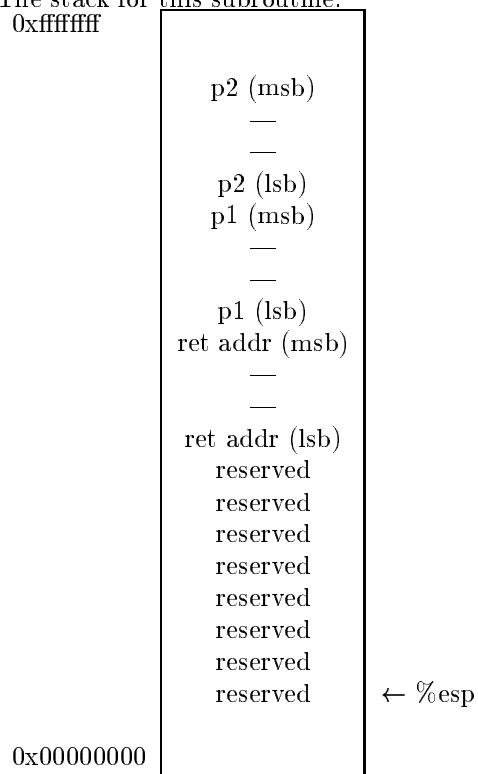 The stack for this subroutine:
0xffffffff
p2 (msb)
—
—
p2 (lsb)
p1 (msb)
—
—
p1 (lsb)
ret addr (msb)
—
—
ret addr (lsb)
reserved
reserved
reserved
reserved
reserved
reserved
reserved
reserved ← %esp
0x00000000